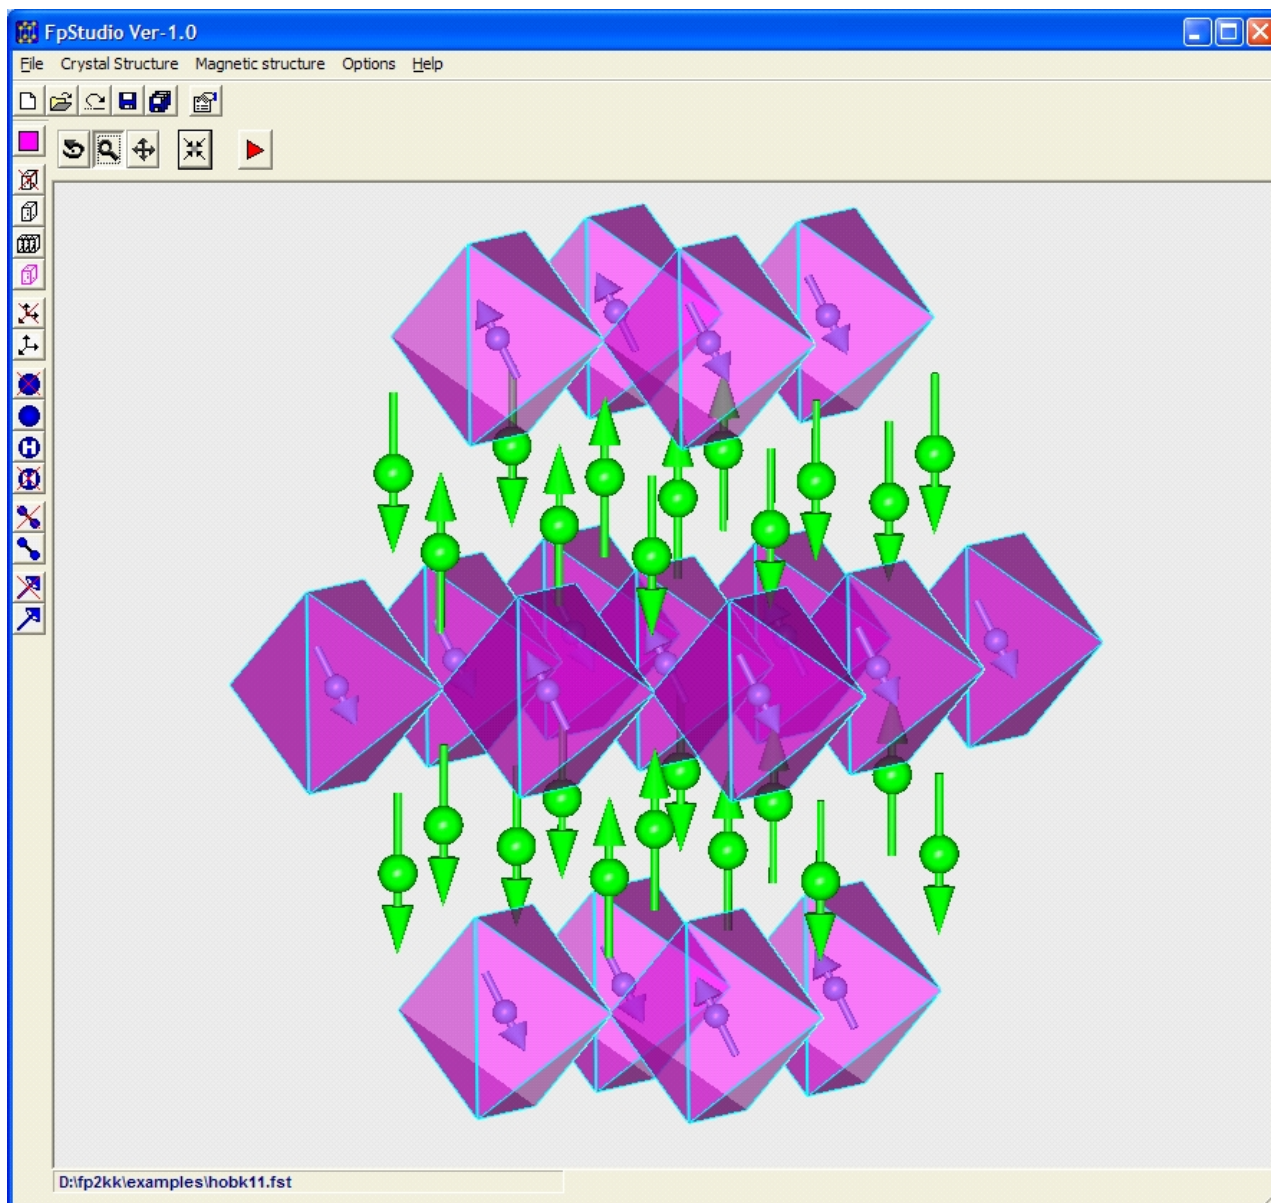 FpStudio Ver-1.0
File Crystal Structure Magnetic structure Options Help
H
H
D:\fp2kk\examples\hobk11.fst